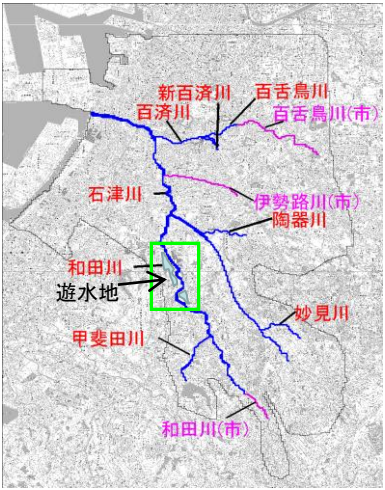 新百済川
百舌鳥川
百済川
百舌鳥川(市)
石津川
伊勢路川(市)
陶器川
和田川
遊水地
妙見川
甲斐田川
和田川(市)